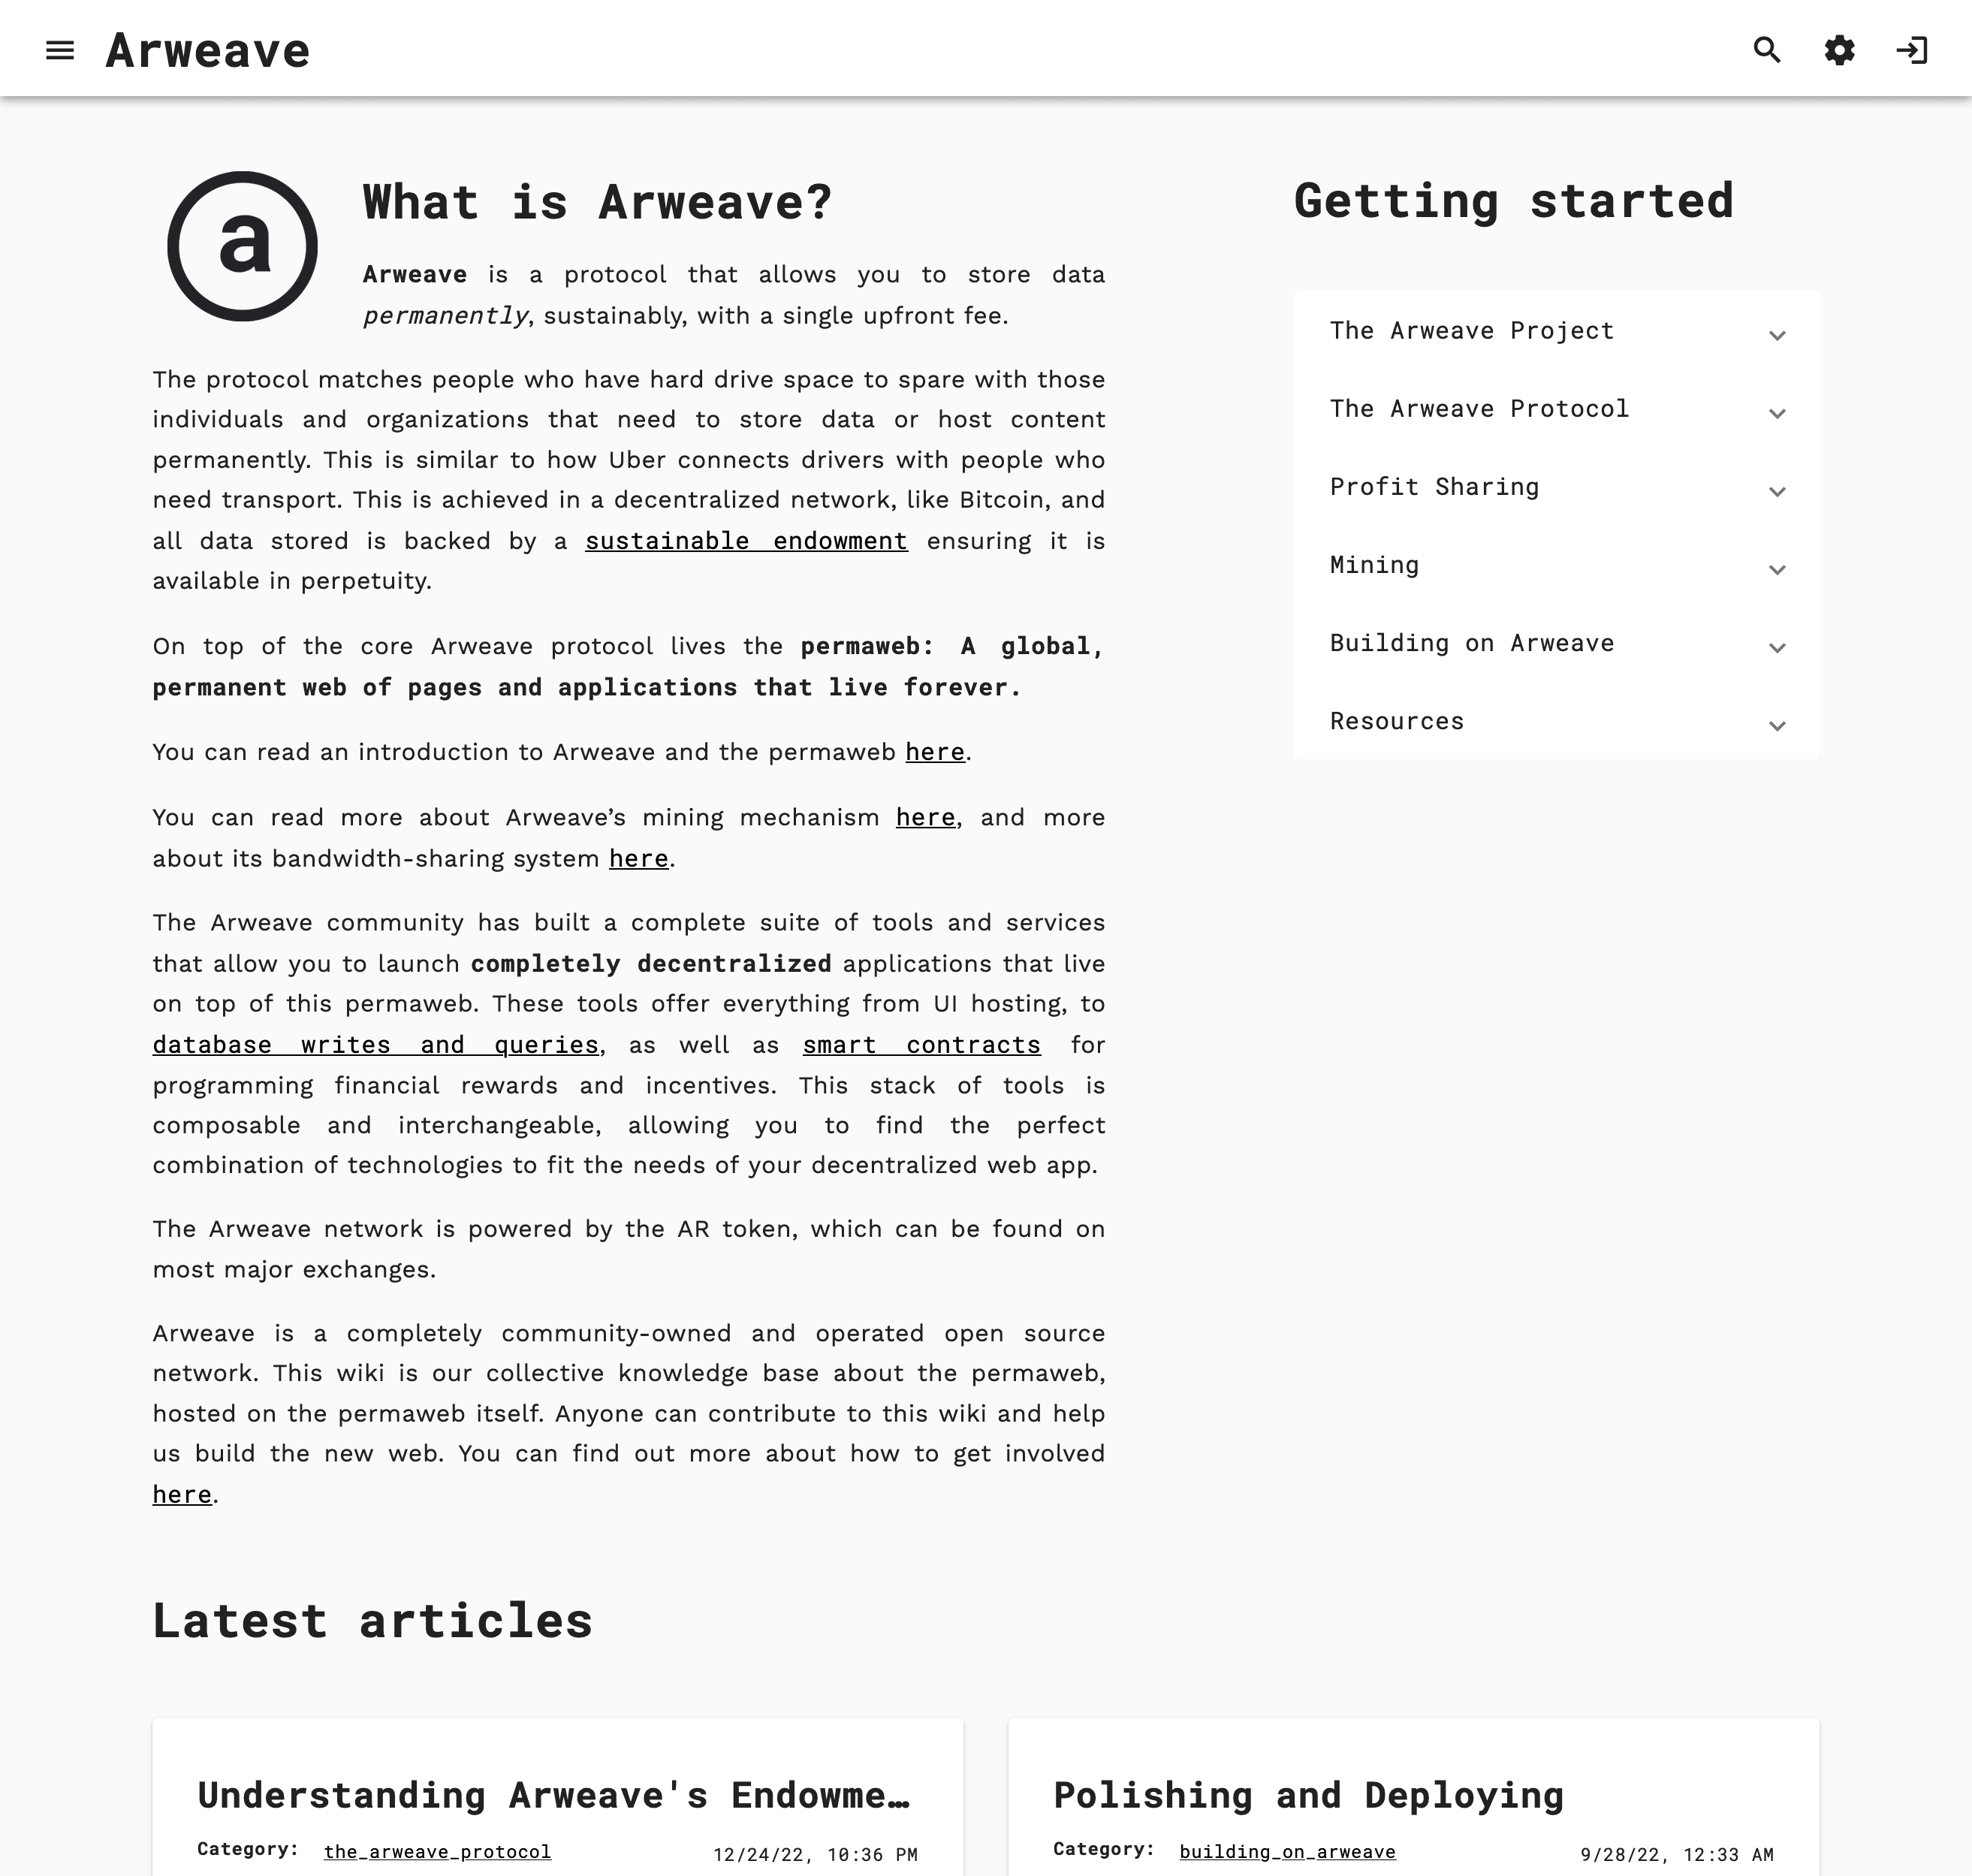 Arweave
a
What is Arweave?
Arweave is a protocol that allows you to store data
permanently, sustainably, with a single upfront fee.
The protocol matches people who have hard drive space to spare with those
individuals and organizations that need to store data or host content
permanently. This is similar to how Uber connects drivers with people who
need transport. This is achieved in a decentralized network, like Bitcoin, and
all data stored is backed by a sustainable endowment ensuring it is
available in perpetuity.
On top of the core Arweave protocol lives the permaweb: A global,
permanent web of pages and applications that live forever.
You can read an introduction to Arweave and the permaweb here.
You can read more about Arweave’s mining mechanism here, and more
about its bandwidth-sharing system here.
The Arweave community has built a complete suite of tools and services
that allow you to launch completely decentralized applications that live
on top of this permaweb. These tools offer everything from UI hosting, to
database writes and queries, as well as smart contracts for
programming financial rewards and incentives. This stack of tools is
composable and interchangeable, allowing you to find the perfect
combination of technologies to fit the needs of your decentralized web app.
The Arweave network is powered by the AR token, which can be found on
most major exchanges.
Arweave is a completely community-owned and operated open source
network. This wiki is our collective knowledge base about the permaweb,
hosted on the permaweb itself. Anyone can contribute to this wiki and help
us build the new web. You can find out more about how to get involved
here.
Getting started
The Arweave Project
The Arweave Protocol
Profit Sharing
Mining
Building on Arweave
Resources
Latest articles
Understanding Arweave's Endowme…
Category: the_arweave_protocol 12/24/22, 10:36 PM
Polishing and Deploying
Category: building_on_arweave 9/28/22, 12:33 AM